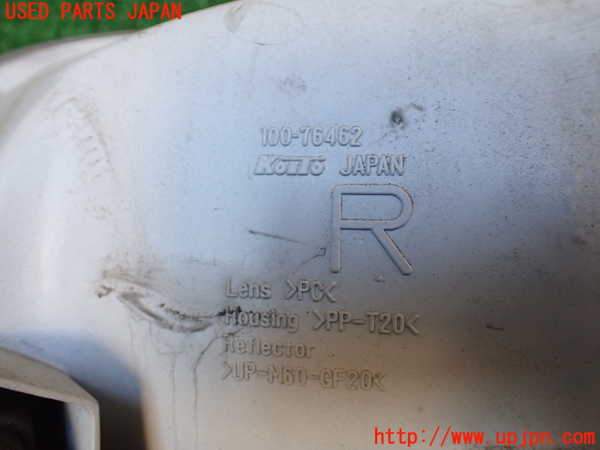 USED PARTS JAPAN
100-76462
KOITO JAPAN
R
Lens >PC<
Housing >PP-T20<
Reflector
>UP-M60-GF20<
http://www.upjpn.com